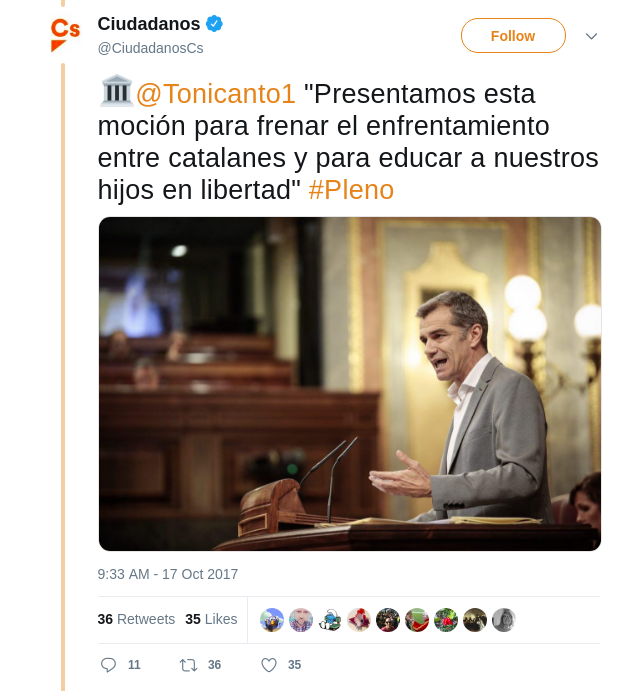 Cs
Ciudadanos
@CiudadanosCs
Follow
@Tonicanto1 "Presentamos esta
moción para frenar el enfrentamiento
entre catalanes y para educar a nuestros
hijos en libertad" #Pleno
9:33 AM - 17 Oct 2017
36 Retweets 35 Likes
11 36 35